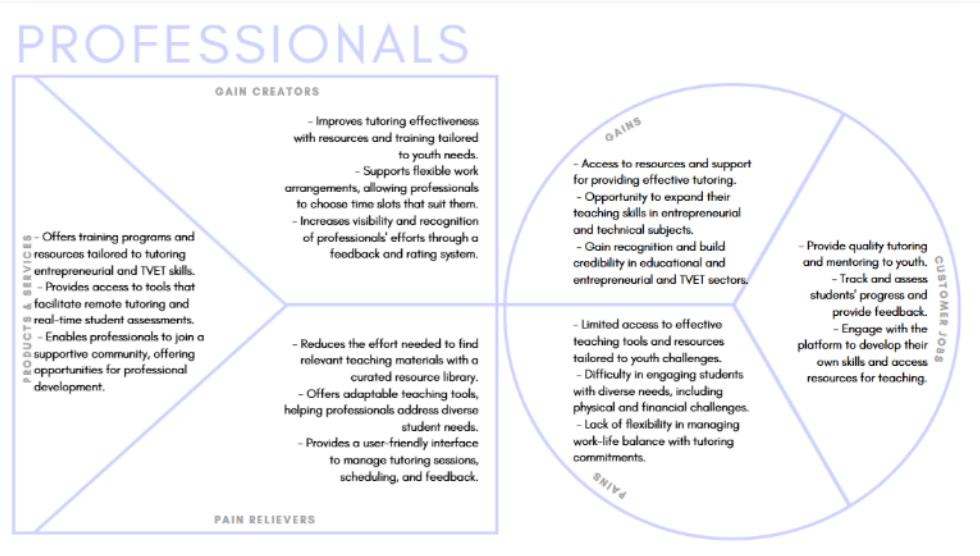 PROFESSIONALS
GAIN CREATORS
- Improves tutoring effectiveness
with resources and training tailored
to youth needs.
- Supports flexible work
arrangements, allowing professionals
to choose time slots that suit them.
- Increases visibility and recognition
of professionals' efforts through a
feedback and rating system.
PRODUCTS & SERVICES
- Offers training programs and
resources tailored to tutoring
entrepreneurial and TVET skills.
- Provides access to tools that
facilitate remote tutoring and
real-time student assessments.
- Enables professionals to join a
supportive community, offering
opportunities for professional
development.
- Reduces the effort needed to find
relevant teaching materials with a
curated resource library.
- Offers adaptable teaching tools,
helping professionals address diverse
student needs.
- Provides a user-friendly interface
to manage tutoring sessions,
scheduling, and feedback.
PAIN RELIEVERS
GAINS
- Access to resources and support
for providing effective tutoring.
- Opportunity to expand their
teaching skills in entrepreneurial
and technical subjects.
- Gain recognition and build
credibility in educational and
entrepreneurial and TVET sectors.
- Limited access to effective
teaching tools and resources
tailored to youth challenges.
- Difficulty in engaging students
with diverse needs, including
physical and financial challenges.
- Lack of flexibility in managing
work-life balance with tutoring
commitments.
PAINS
- Provide quality tutoring
and mentoring to youth.
- Track and assess
students' progress and
provide feedback.
- Engage with the
platform to develop their
own skills and access
resources for teaching.
CUSTOMER JOBS